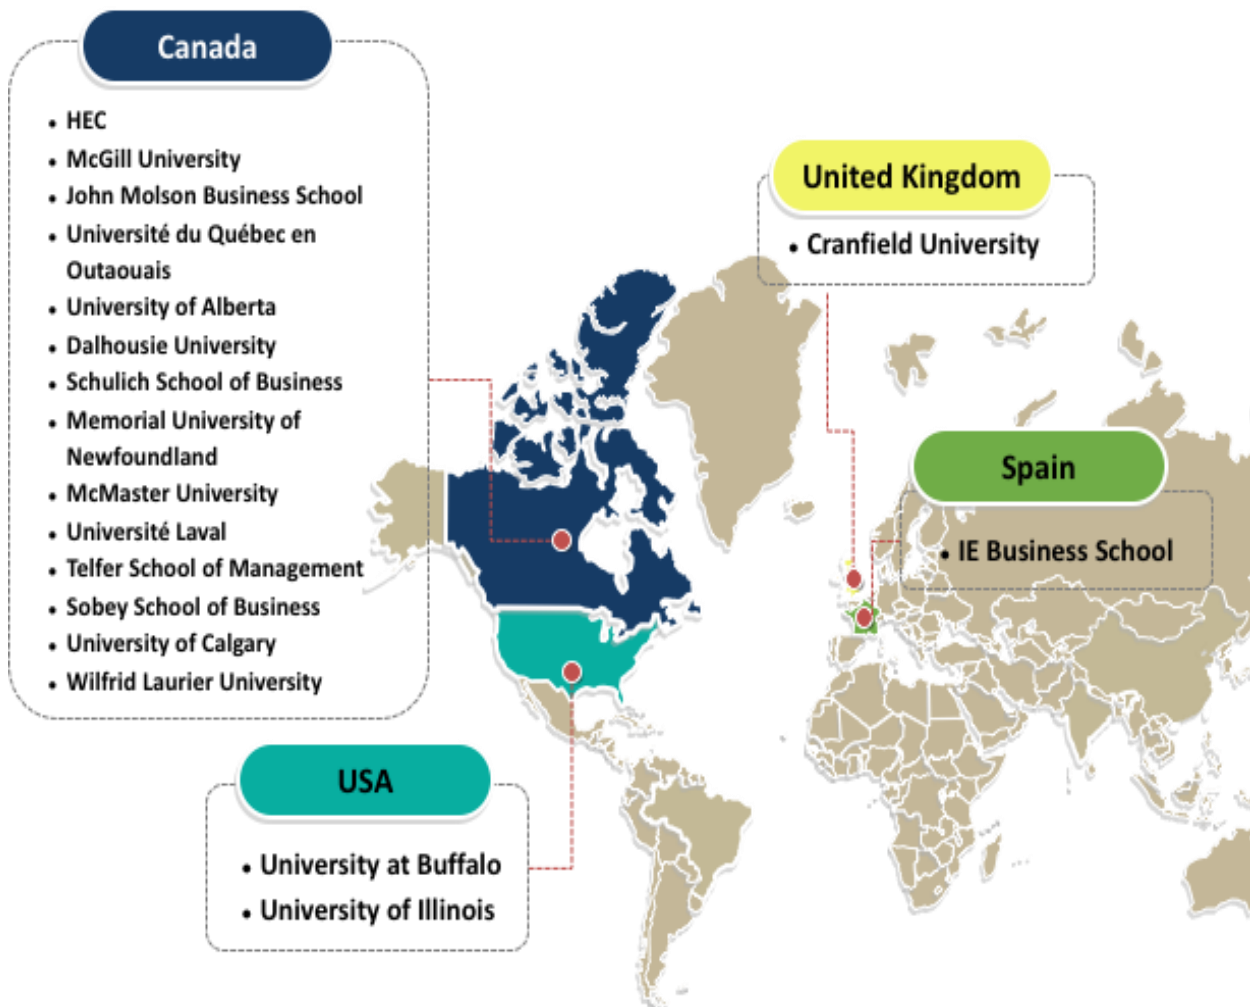 Canada
• HEC
• McGill University
• John Molson Business School
• Université du Québec en
Outaouais
• University of Alberta
• Dalhousie University
• Schulich School of Business
• Memorial University of
Newfoundland
• McMaster University
• Université Laval
• Telfer School of Management
• Sobey School of Business
• University of Calgary
• Wilfrid Laurier University
United Kingdom
• Cranfield University
Spain
• IE Business School
USA
• University at Buffalo
• University of Illinois